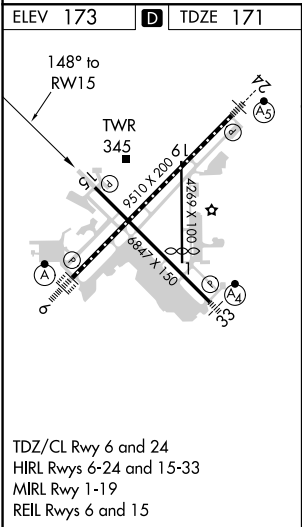 ELEV 173 D TDZE 171
148° to
RW15
TWR
345
24
A5
P
19
15
P
9510 X 200
4269 X 100
6847 X 150
A
P
6
1
P
A4
33
TDZ/CL Rwy 6 and 24
HIRL Rwys 6-24 and 15-33
MIRL Rwy 1-19
REIL Rwys 6 and 15